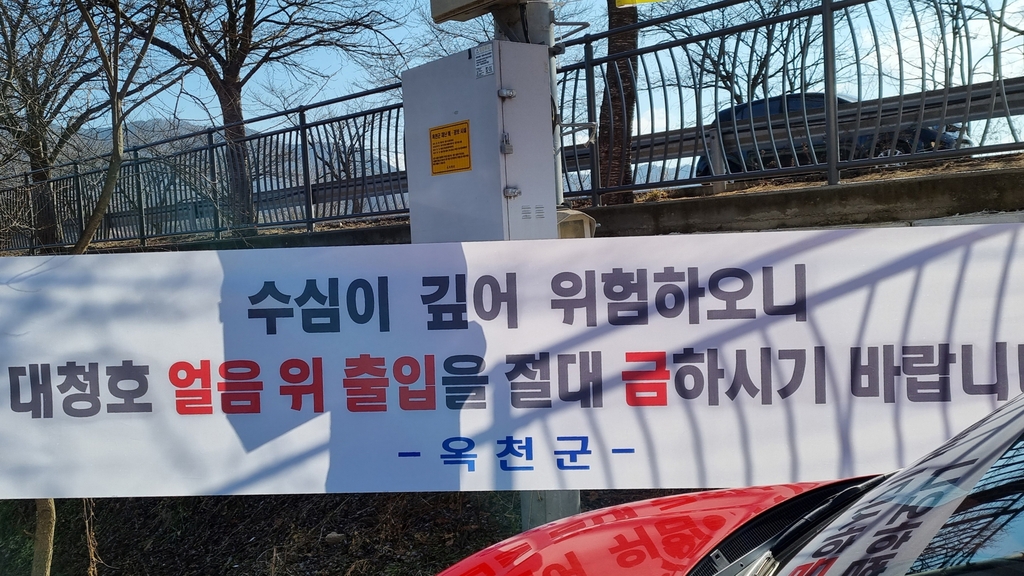 수심이 깊어 위험하오니
대청호 얼음 위 출입을 절대 금하시기 바랍니
- 옥천군 -